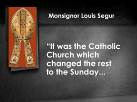 Monsignor Louis Segur
“It was the Catholic
Church which
changed the rest
to the Sunday...